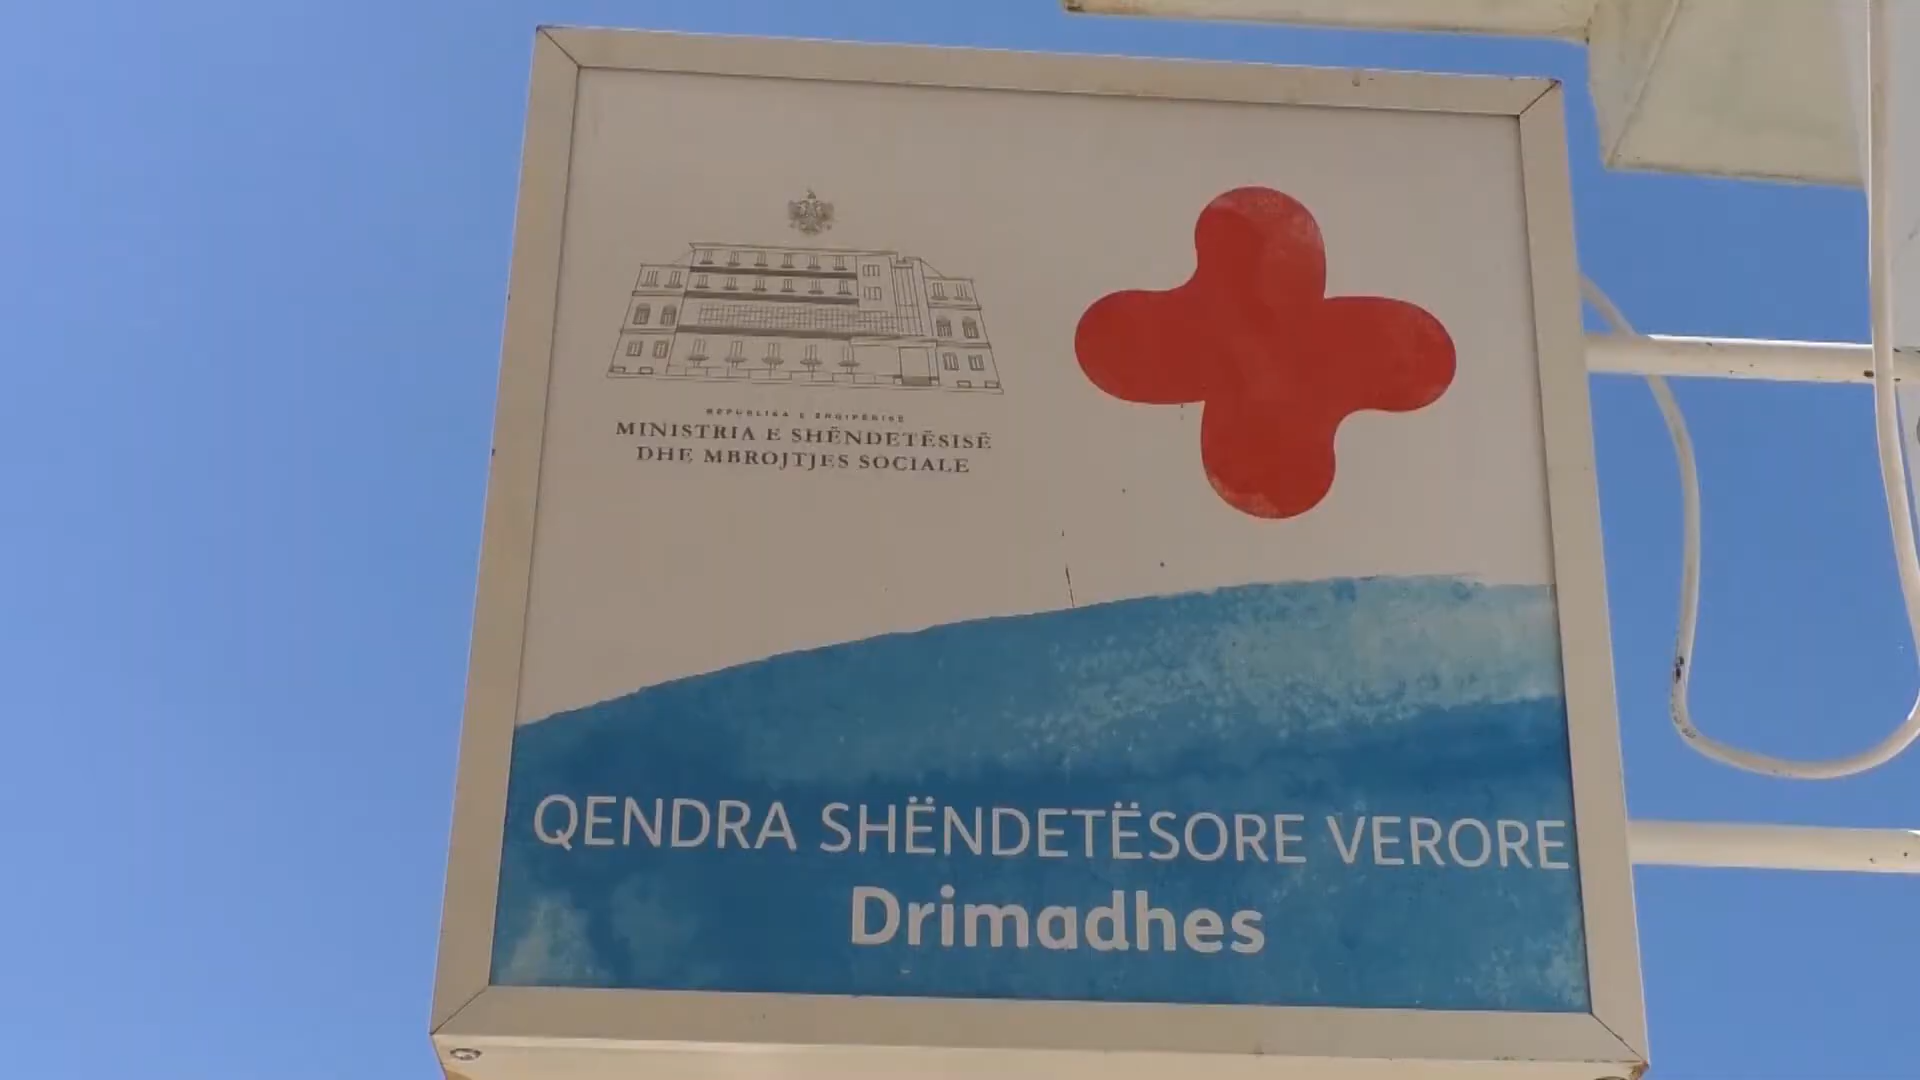 REPUBLIKA E SHQIPËRISË
MINISTRIA E SHËNDETËSISË
DHE MBROJTJES SOCIALE
QENDRA SHËNDETËSORE VERORE
Drimadhes